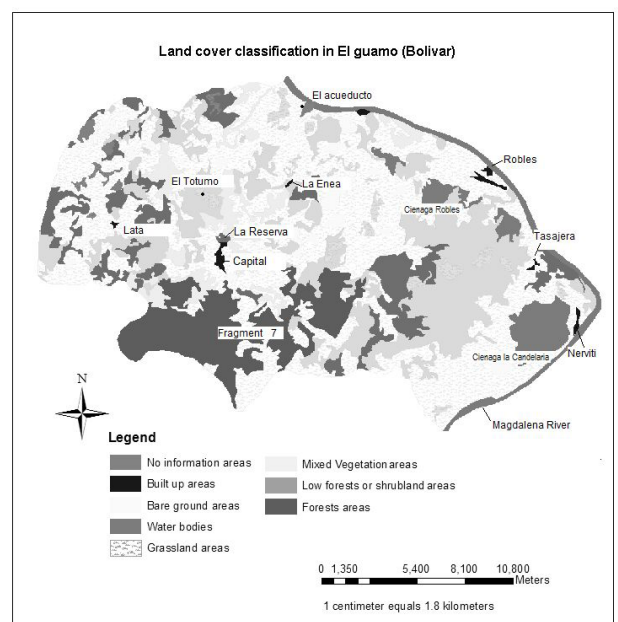 Land cover classification in El guamo (Bolivar)
El acueducto
Robles
El Totumo
La Enea
Cienaga Robles
Lata
La Reserva
Tasajera
Capital
Fragment 7
Cienaga la Candelaria
Nerviti
N
Magdalena River
Legend
No information areas
Built up areas
Bare ground areas
Water bodies
Grassland areas
Mixed Vegetation areas
Low forests or shrubland areas
Forests areas
0 1,350 5,400 8,100 10,800
Meters
1 centimeter equals 1.8 kilometers